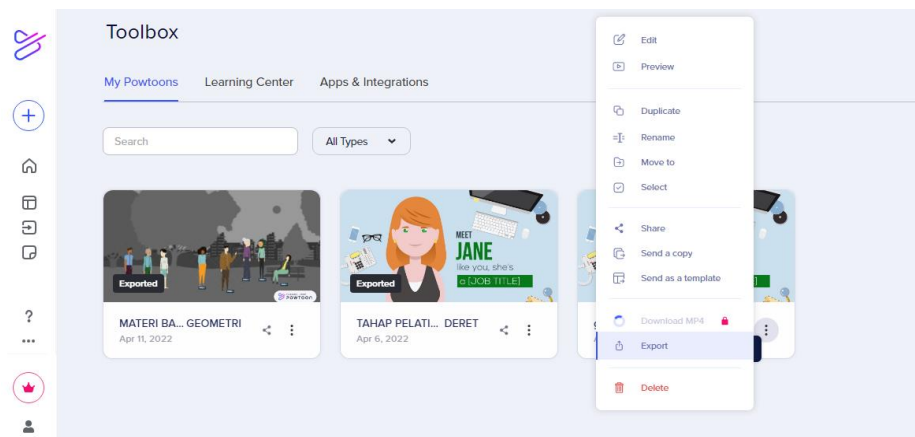 Toolbox
My Powtoons Learning Center Apps & Integrations
Search All Types
Exported
POWTOON
MATERI BA... GEOMETRI
Apr 11, 2022
MEET
JANE
like you, she's
a [JOB TITLE]
Exported
TAHAP PELATI... DERET
Apr 6, 2022
Edit
Preview
Duplicate
Rename
Move to
Select
Share
Send a copy
Send as a template
Download MP4
Export
Delete